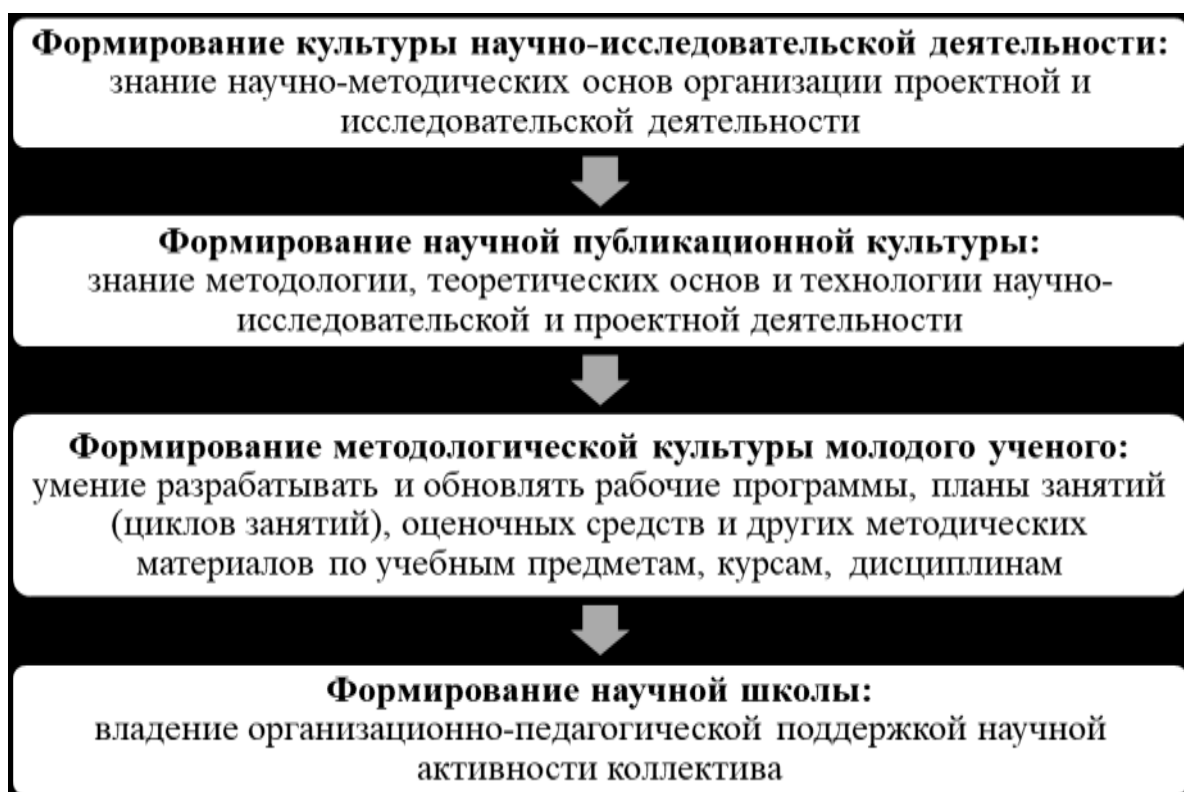 Формирование культуры научно-исследовательской деятельности:
знание научно-методических основ организации проектной и
исследовательской деятельности
Формирование научной публикационной культуры:
знание методологии, теоретических основ и технологии научно-
исследовательской и проектной деятельности
Формирование методологической культуры молодого ученого:
умение разрабатывать и обновлять рабочие программы, планы занятий
(циклов занятий), оценочных средств и других методических
материалов по учебным предметам, курсам, дисциплинам
Формирование научной школы:
владение организационно-педагогической поддержкой научной
активности коллектива